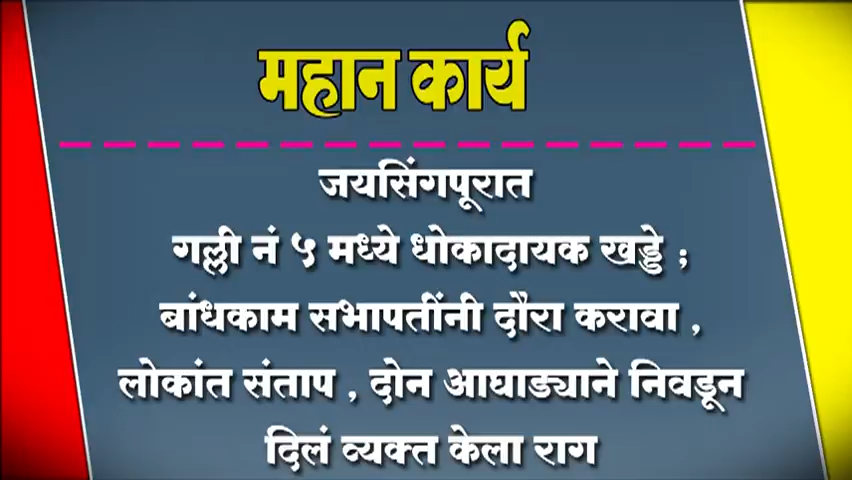 महान कार्य
जयसिंगपूरात
गल्ली नं ५ मध्ये धोकादायक खड्डे ;
बांधकाम सभापतींनी दौरा करावा ,
लोकांत संताप , दोन आघाड्याने निवडून
दिलं व्यक्त केला राग